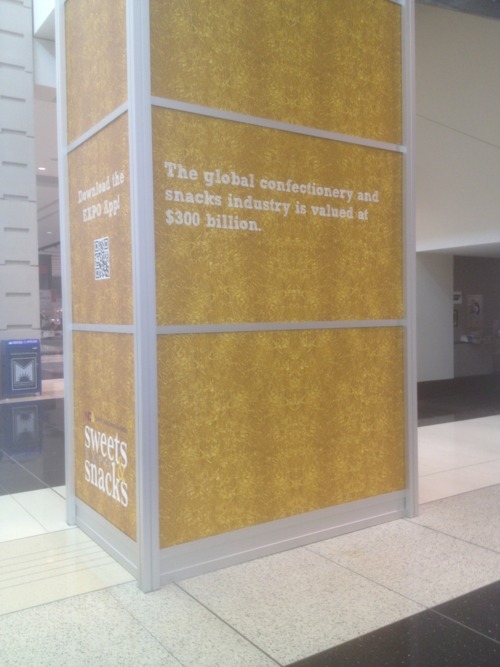 Download the
EXPO App!
The global confectionery and
snacks industry is valued at
$300 billion.
sweets
&
snacks